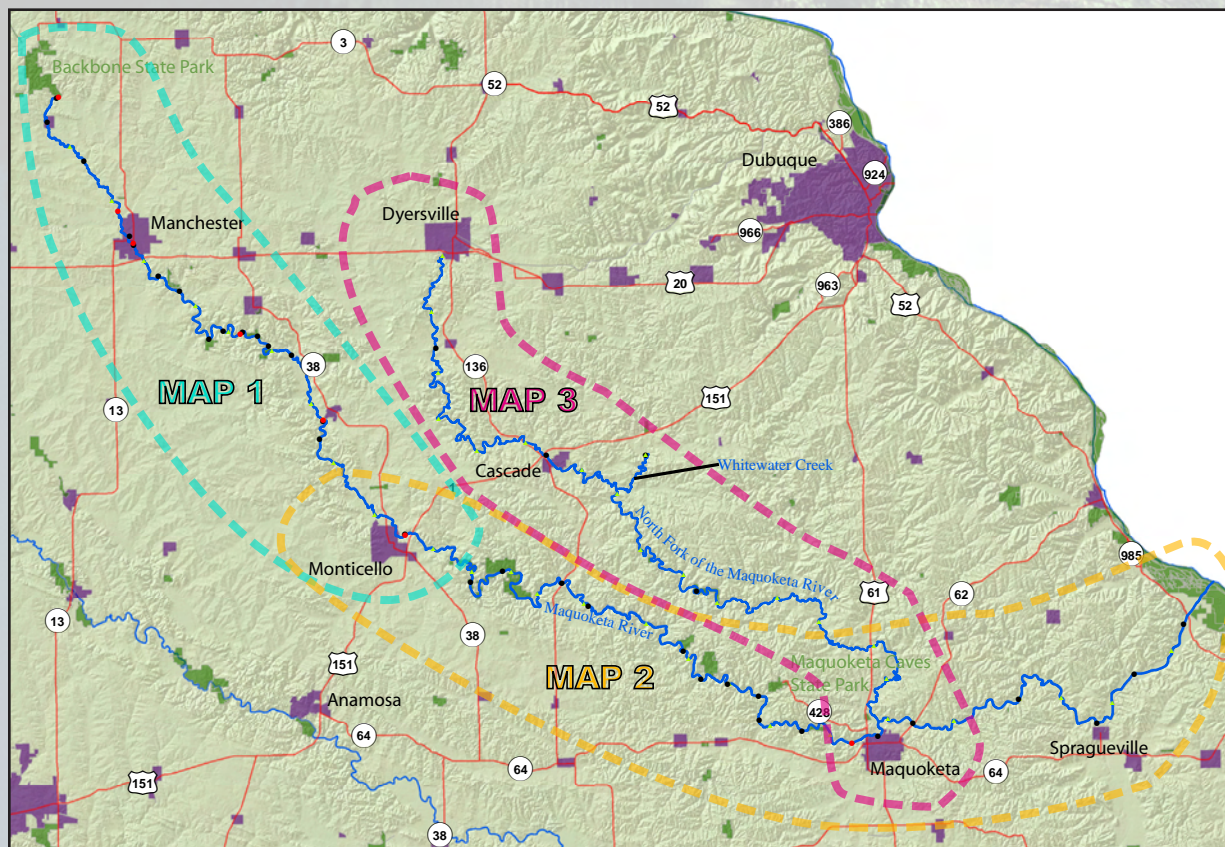 3
Backbone State Park
52
52
386
Dubuque
924
Manchester
Dyersville
966
20
963
52
38
136
MAP 1
MAP 3
151
13
Cascade
Whitewater Creek
North Fork of the Maquoketa River
985
Monticello
61
62
13
Maquoketa River
38
151
MAP 2
Maquoketa Caves
State Park
Anamosa
428
64
Spragueville
64
Maquoketa
64
151
38